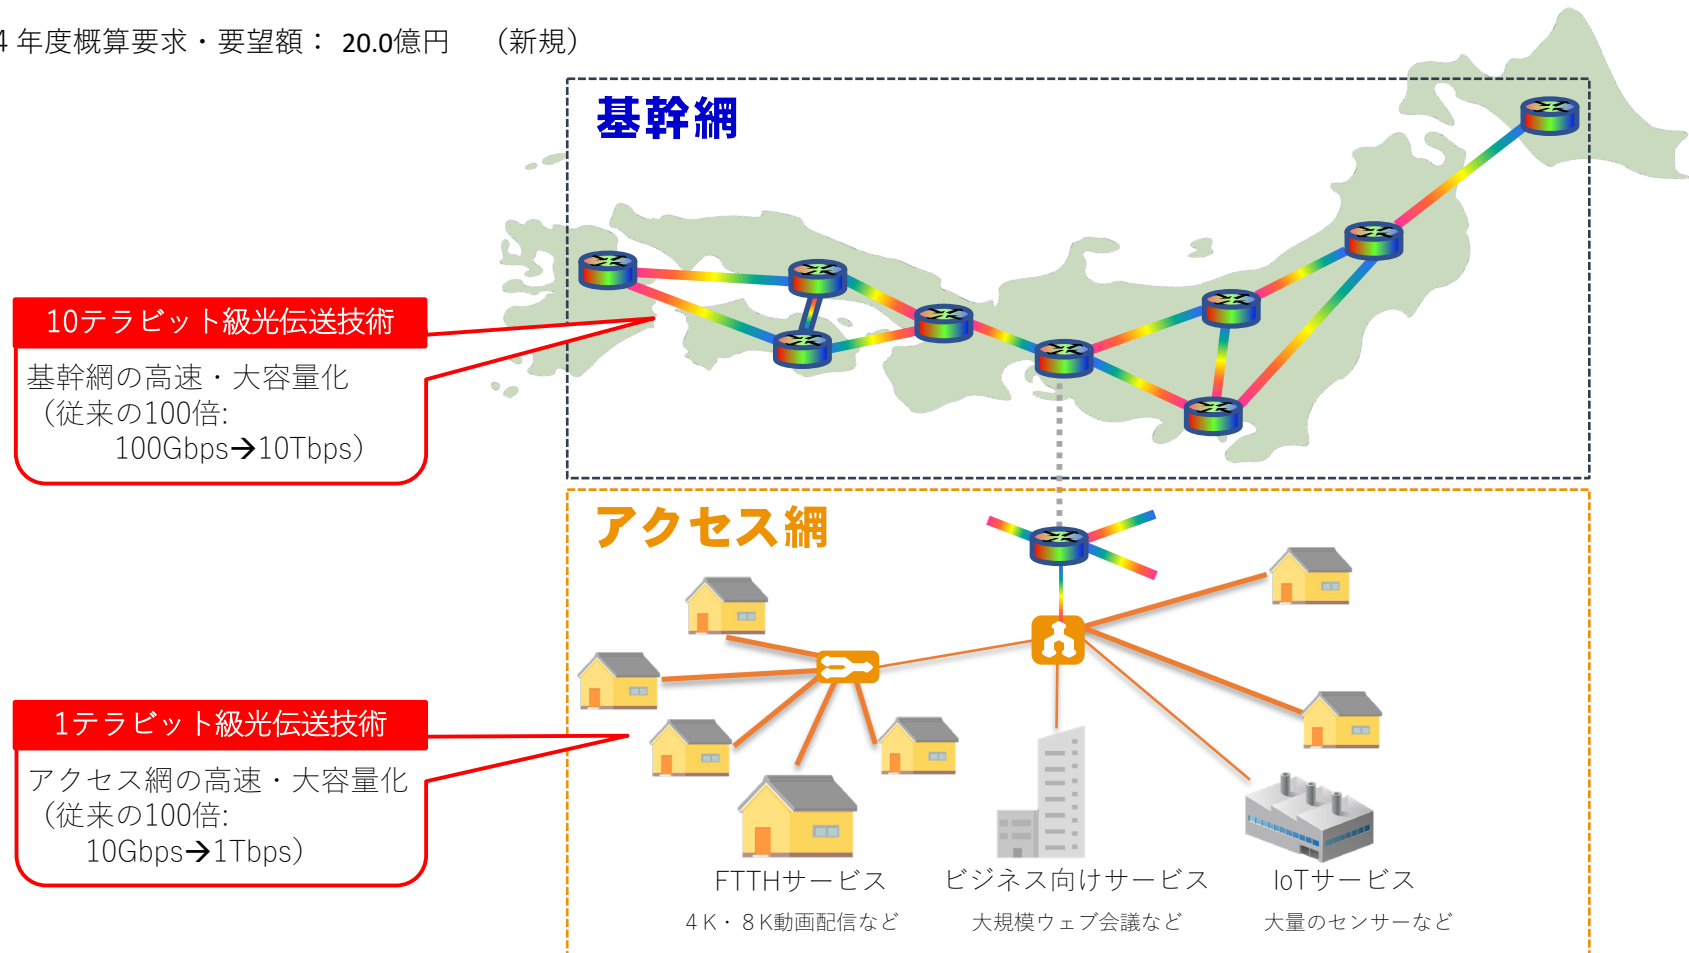 4年度概算要求・要望額： 20.0億円　（新規）
基幹網
10テラビット級光伝送技術
基幹網の高速・大容量化
（従来の100倍:
100Gbps→10Tbps）
アクセス網
1テラビット級光伝送技術
アクセス網の高速・大容量化
（従来の100倍:
10Gbps→1Tbps）
FTTHサービス
４K・８K動画配信など
ビジネス向けサービス
大規模ウェブ会議など
IoTサービス
大量のセンサーなど